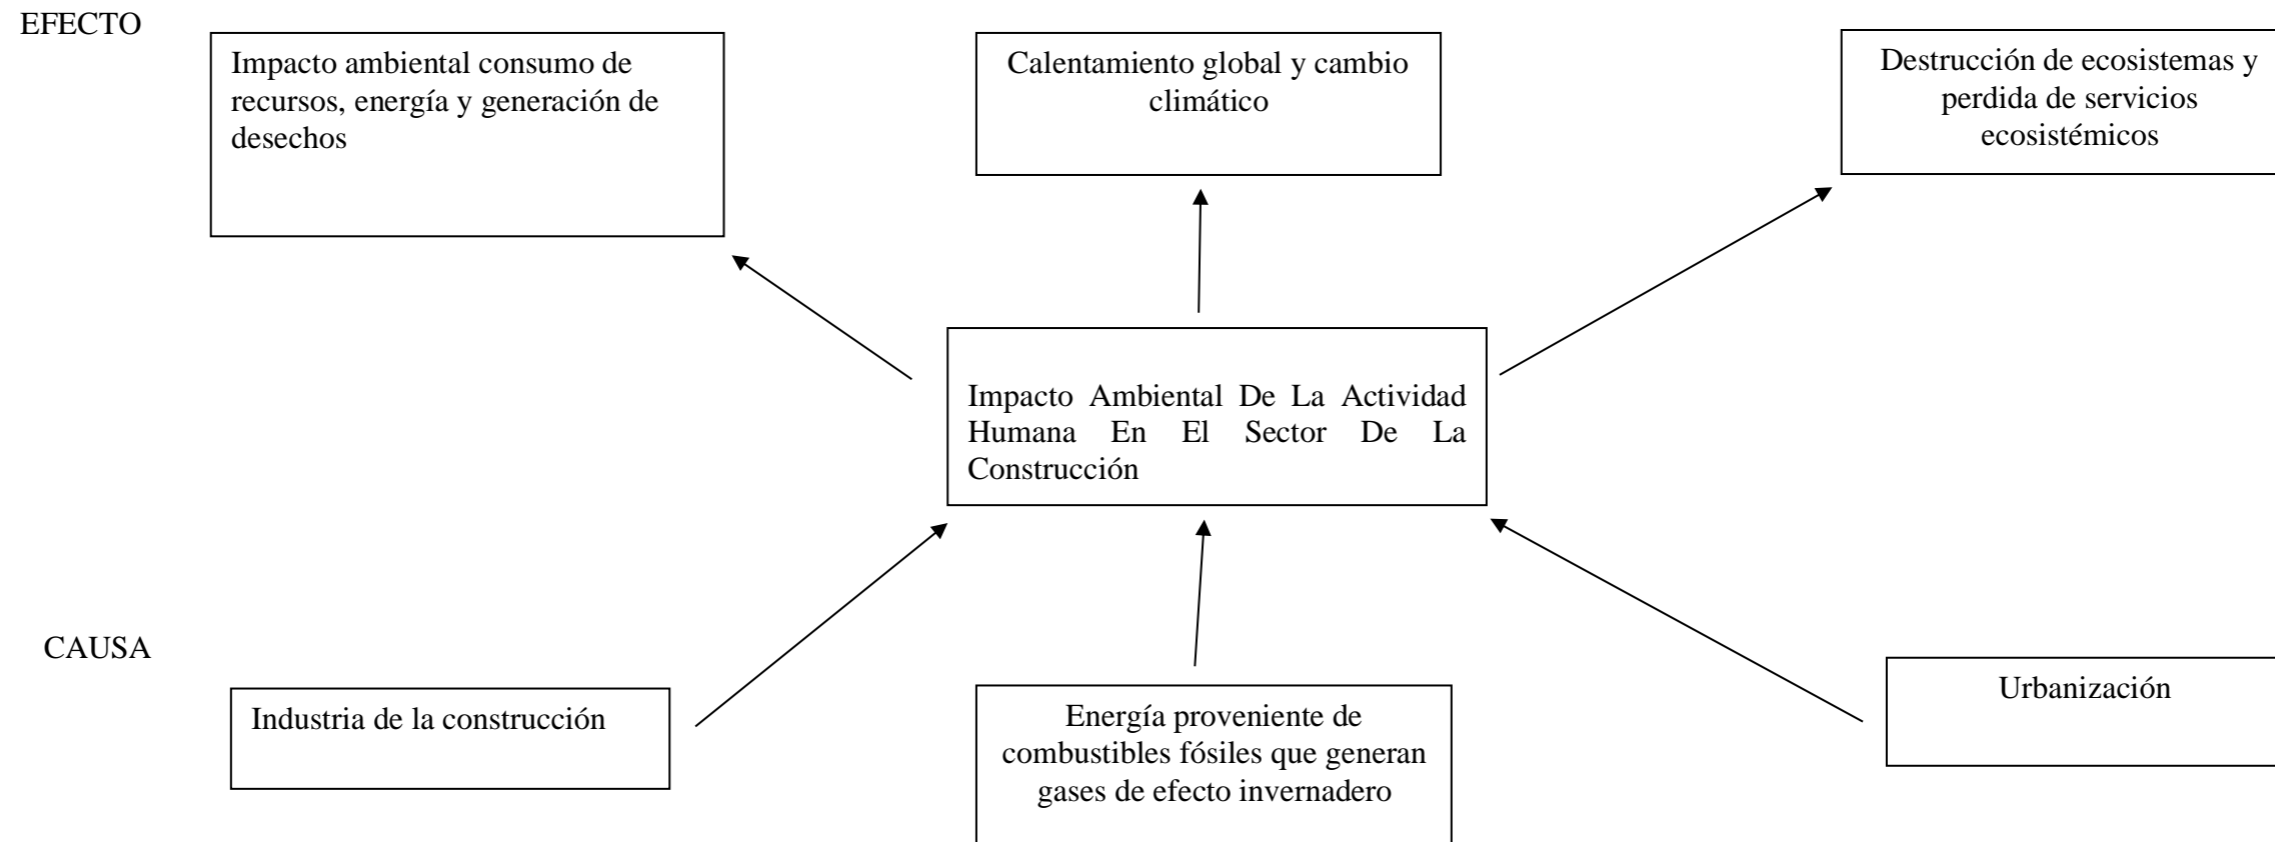 EFECTO
Impacto ambiental consumo de
recursos, energía y generación de
desechos
Calentamiento global y cambio
climático
Destrucción de ecosistemas y
perdida de servicios
ecosistémicos
Impacto Ambiental De La Actividad
Humana En El Sector De La
Construcción
CAUSA
Industria de la construcción
Energía proveniente de
combustibles fósiles que generan
gases de efecto invernadero
Urbanización